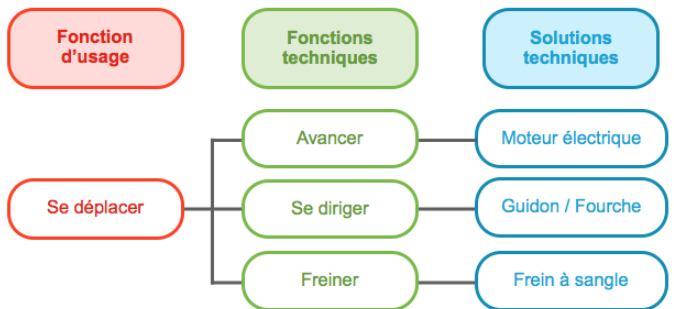 Fonction
d'usage
Fonctions
techniques
Solutions
techniques
Avancer
Moteur électrique
Se déplacer
Se diriger
Guidon / Fourche
Freiner
Frein à sangle